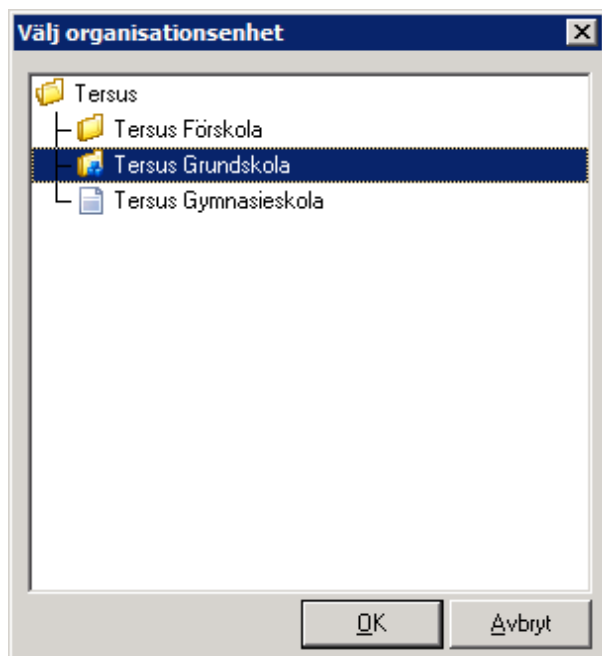 Välj organisationsenhet
Tersus
Tersus Förskola
Tersus Grundskola
Tersus Gymnasieskola
OK Avbryt